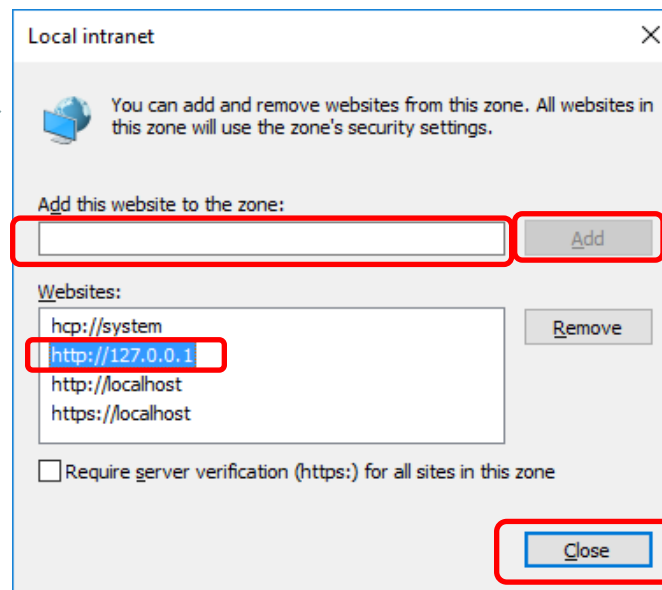 Local intranet
You can add and remove websites from this zone. All websites in
this zone will use the zone's security settings.
Add this website to the zone:
Add
Websites:
hcp://system
http://127.0.0.1
http://localhost
https://localhost
Remove
Require server verification (https:) for all sites in this zone
Close